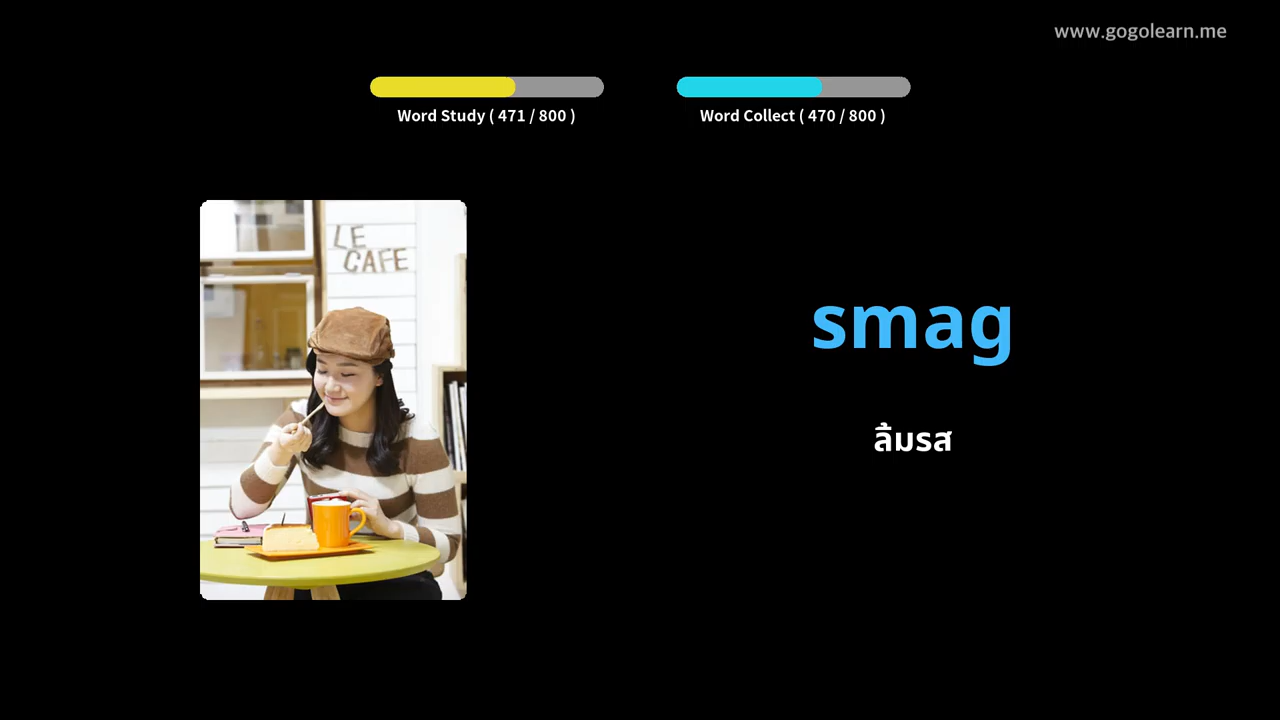 www.gogolearn.me
Word Study ( 471 / 800 )
Word Collect ( 470 / 800 )
LE
CAFE
smag
ลิ้มรส